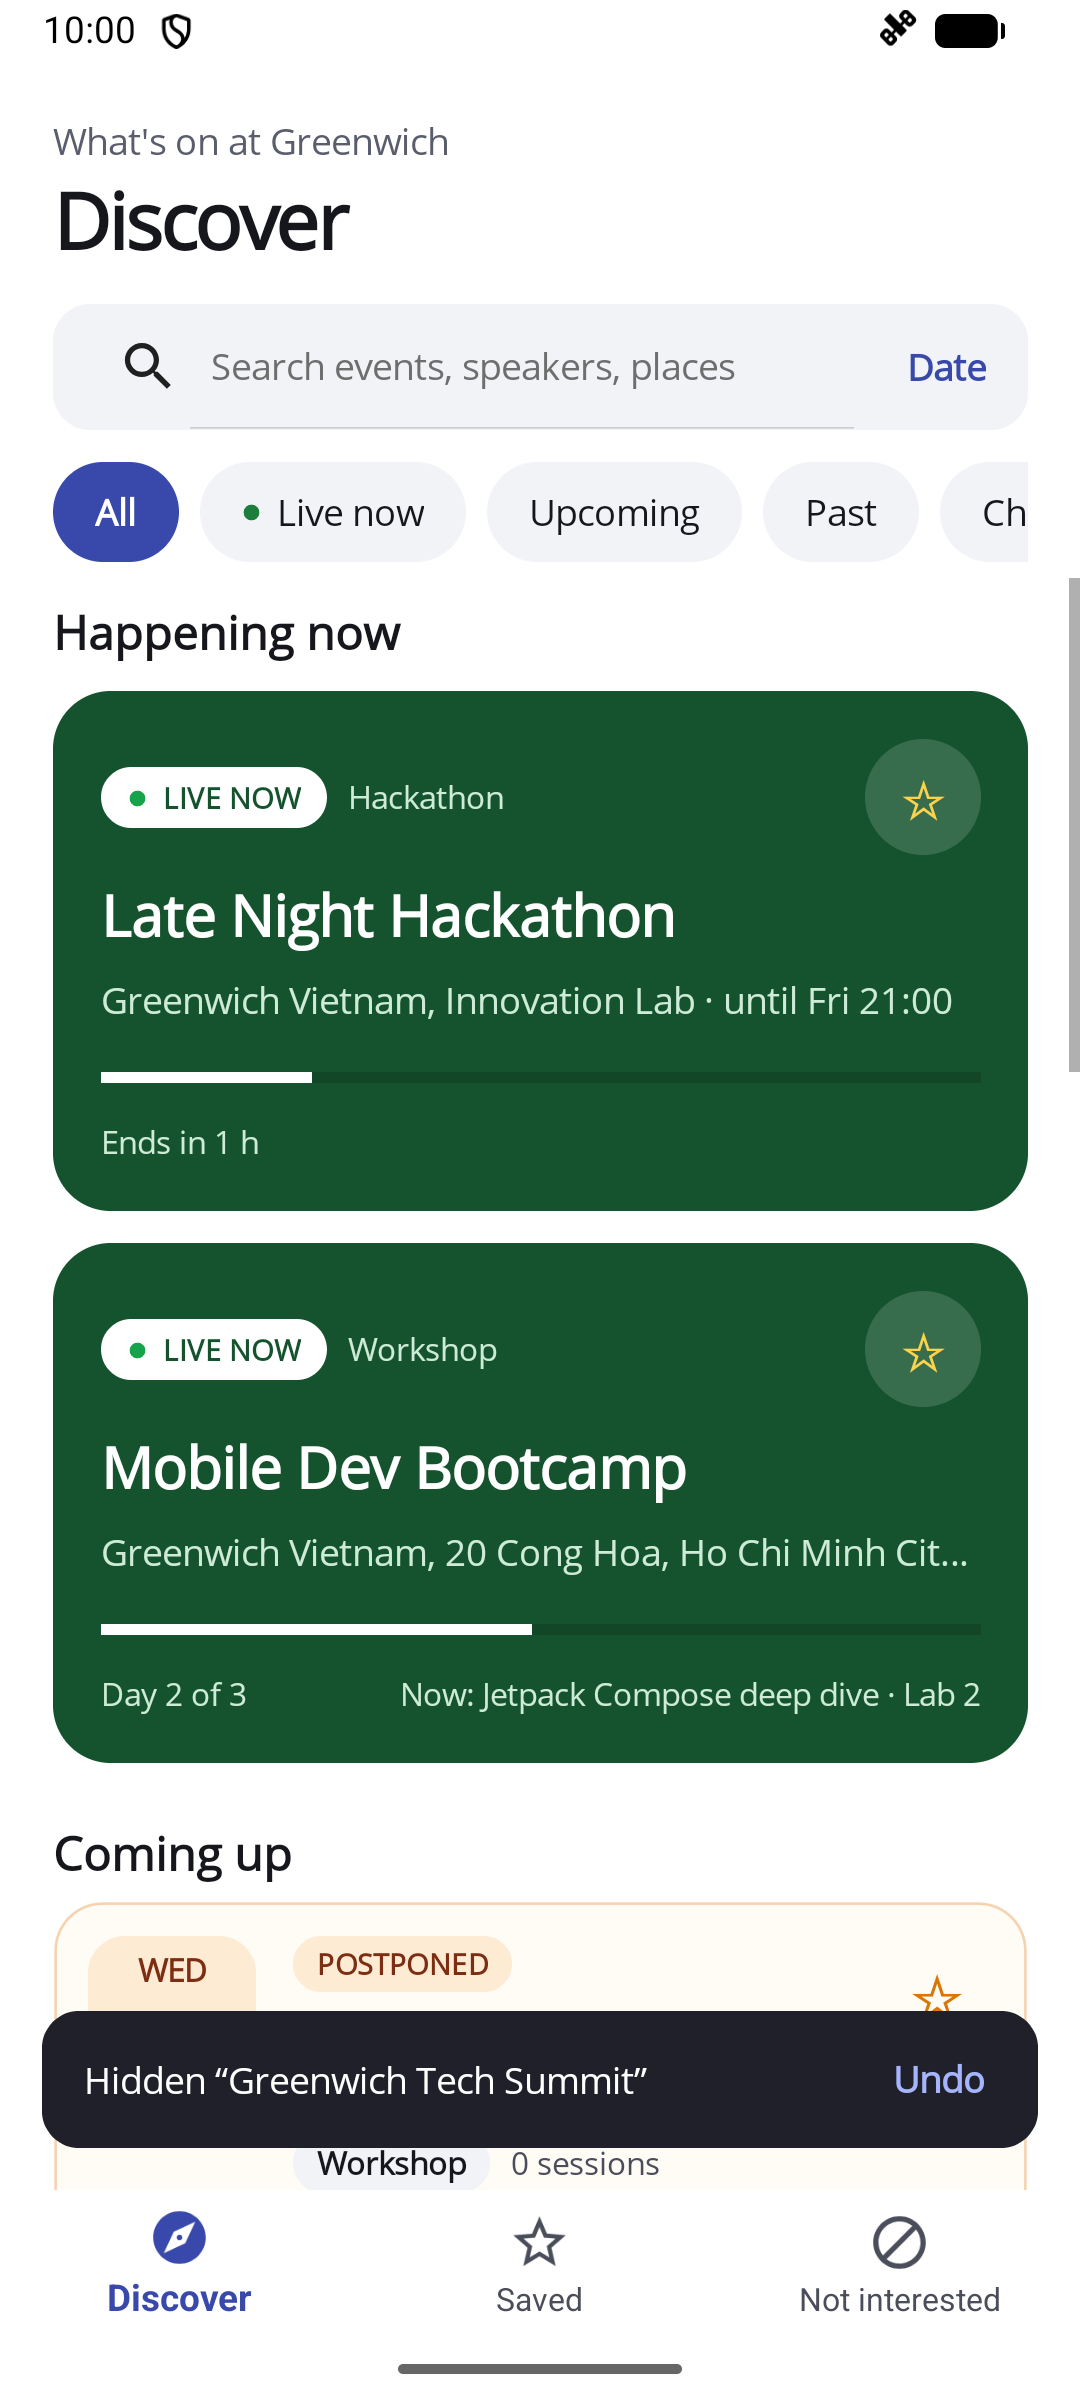 10:00
What's on at Greenwich
Discover
Search events, speakers, places
Date
All
Live now
Upcoming
Past
Ch
Happening now
LIVE NOW
Hackathon
Late Night Hackathon
Greenwich Vietnam, Innovation Lab · until Fri 21:00
Ends in 1 h
LIVE NOW
Workshop
Mobile Dev Bootcamp
Greenwich Vietnam, 20 Cong Hoa, Ho Chi Minh Cit...
Day 2 of 3
Now: Jetpack Compose deep dive · Lab 2
Coming up
WED
POSTPONED
Hidden “Greenwich Tech Summit”
Undo
Workshop
0 sessions
Discover
Saved
Not interested